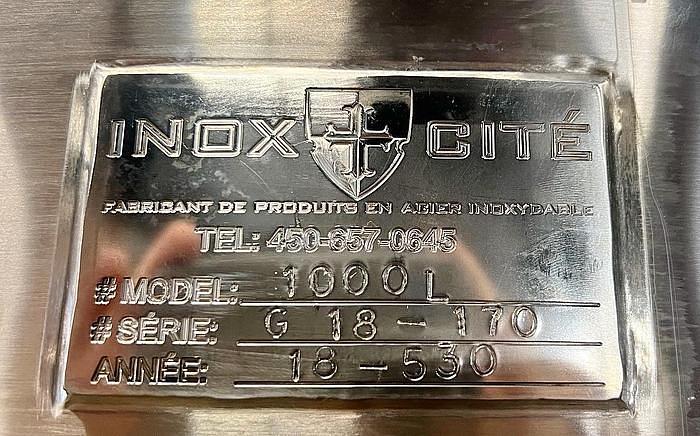 INOX CITÉ
FABRICANT DE PRODUITS EN ACIER INOXYDABLE
TEL: 450-657-0645
# MODEL: 1000 L
# SÉRIE: G 18-170
ANNÉE: 18-530